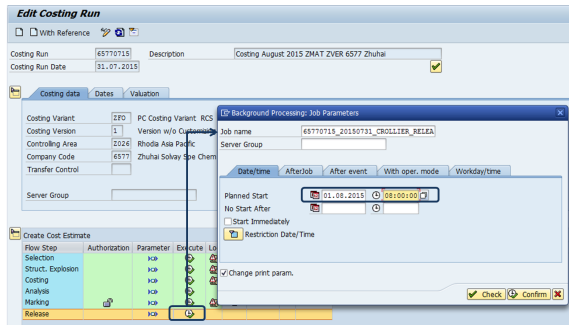 Edit Costing Run
With Reference
Costing Run 65770715 Description Costing August 2015 ZMAT ZVER 6577 Zhuhai
Costing Run Date 31.07.2015
Costing data Dates Valuation
Costing Variant ZFO PC Costing Variant RCS
Costing Version 1 Version w/o Customizi
Controlling Area 2026 Rhodia Asia Pacific
Company Code 6577 Zhuhai Solvay Spe Chem
Transfer Control
Server Group
Background Processing: Job Parameters
Job name 65770715_20150731_CROLLIER_RELEA
Server Group
Date/time AfterJob After event With oper. mode Workday/time
Planned Start 01.08.2015 08:00:00
No Start After
Start Immediately
Restriction Date/Time
Change print param.
Check Confirm
Create Cost Estimate
Flow Step Authorization Parameter Execute Lo
Selection
Struct. Explosion
Costing
Analysis
Marking
Release